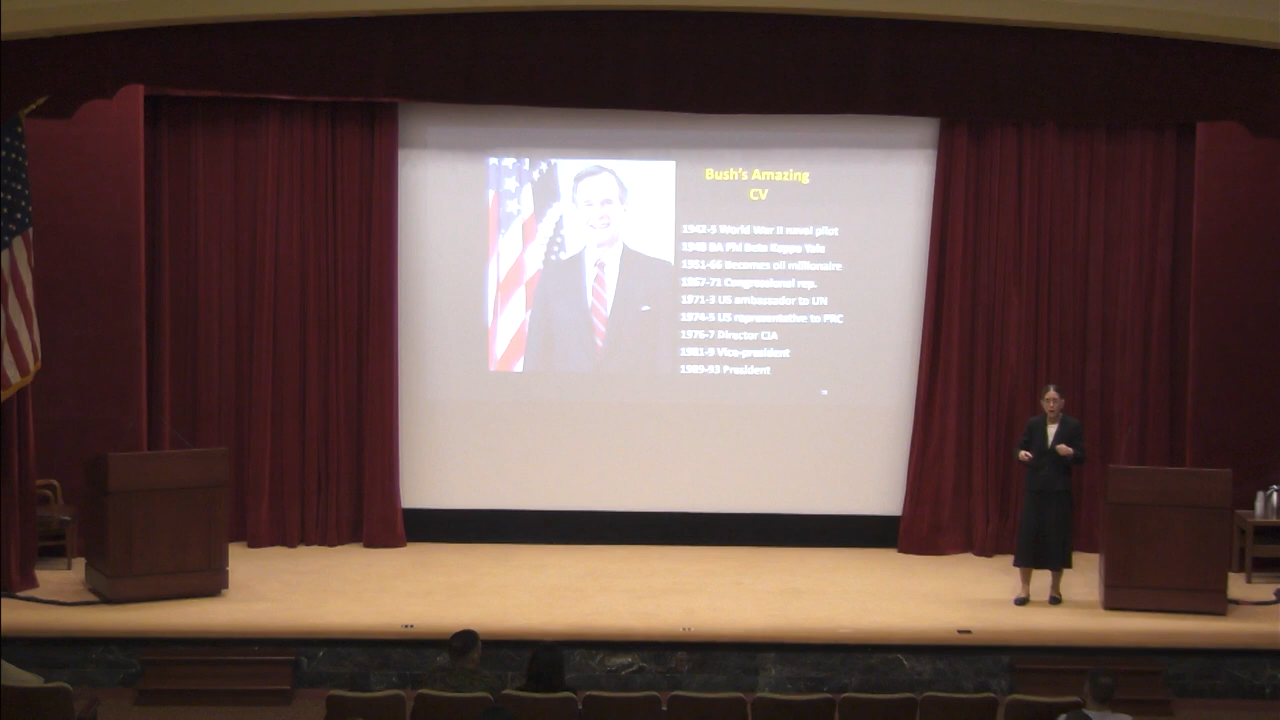 Bush's Amazing
CV
1942-5 World War II naval pilot
1948 BA Phi Beta Kappa Yale
1951-66 Becomes oil millionaire
1967-71 Congressional rep.
1971-3 US ambassador to UN
1974-5 US representative to PRC
1976-7 Director CIA
1981-9 Vice-president
1989-93 President